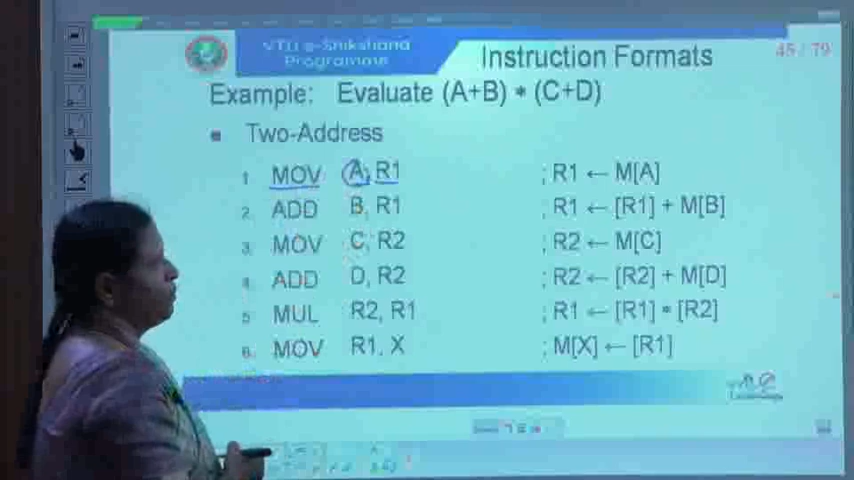 VTU e-Shikshana
Programme
Instruction Formats
45 / 79
Example: Evaluate (A+B) * (C+D)
Two-Address
1. MOV A, R1 ; R1 ← M[A]
2. ADD B, R1 ; R1 ← [R1] + M[B]
3. MOV C, R2 ; R2 ← M[C]
4. ADD D, R2 ; R2 ← [R2] + M[D]
5. MUL R2, R1 ; R1 ← [R1] * [R2]
6. MOV R1, X ; M[X] ← [R1]